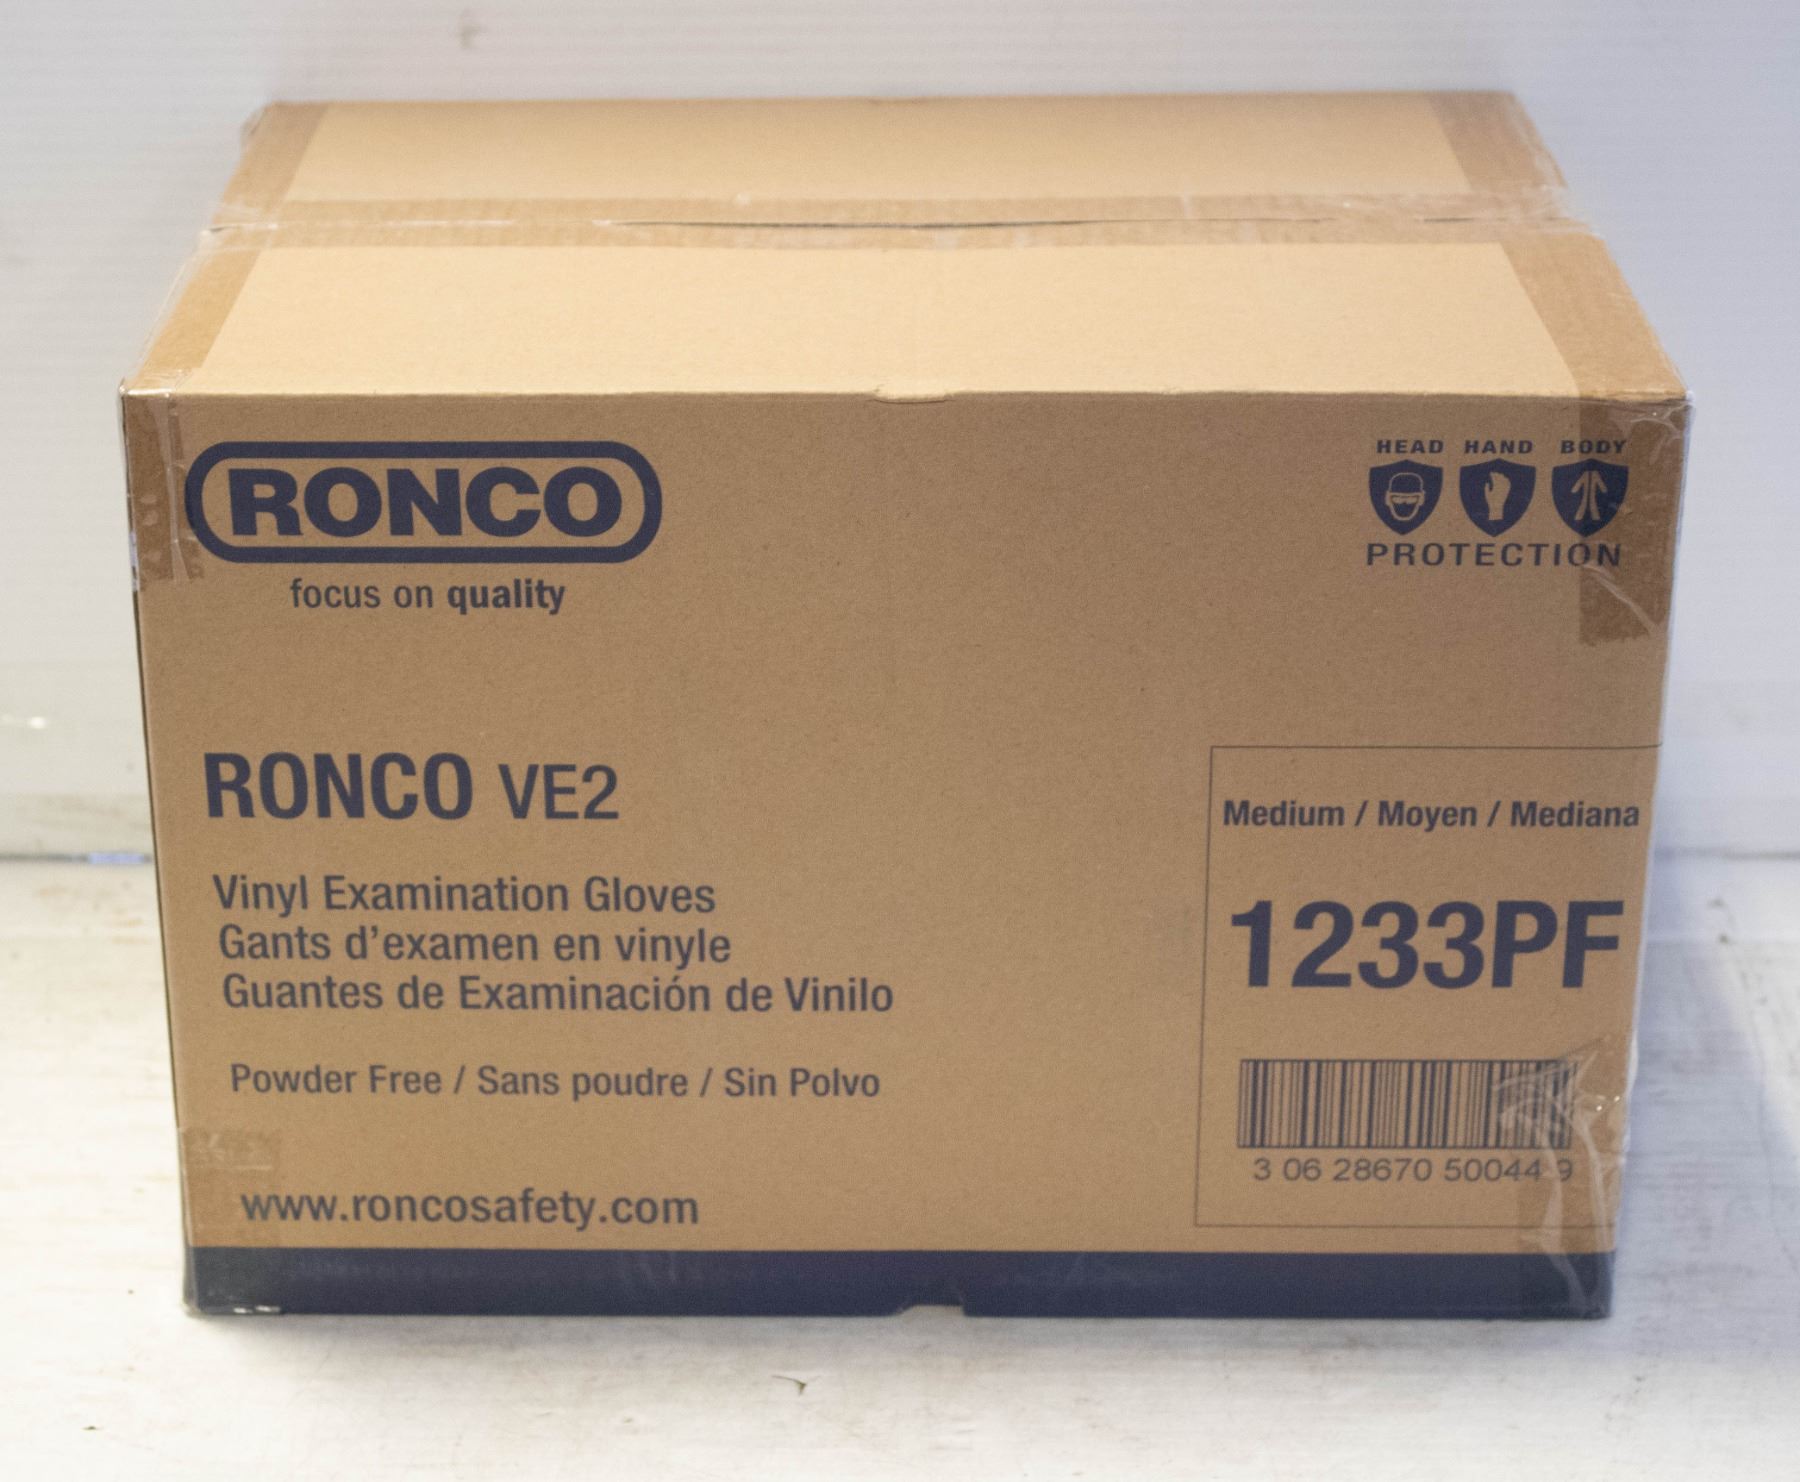 RONCO
focus on quality
HEAD HAND BODY
PROTECTION
RONCO VE2
Vinyl Examination Gloves
Gants d'examen en vinyle
Guantes de Examinación de Vinilo
Powder Free / Sans poudre / Sin Polvo
www.roncosafety.com
Medium / Moyen / Mediana
1233PF
3 06 28670 50044 9